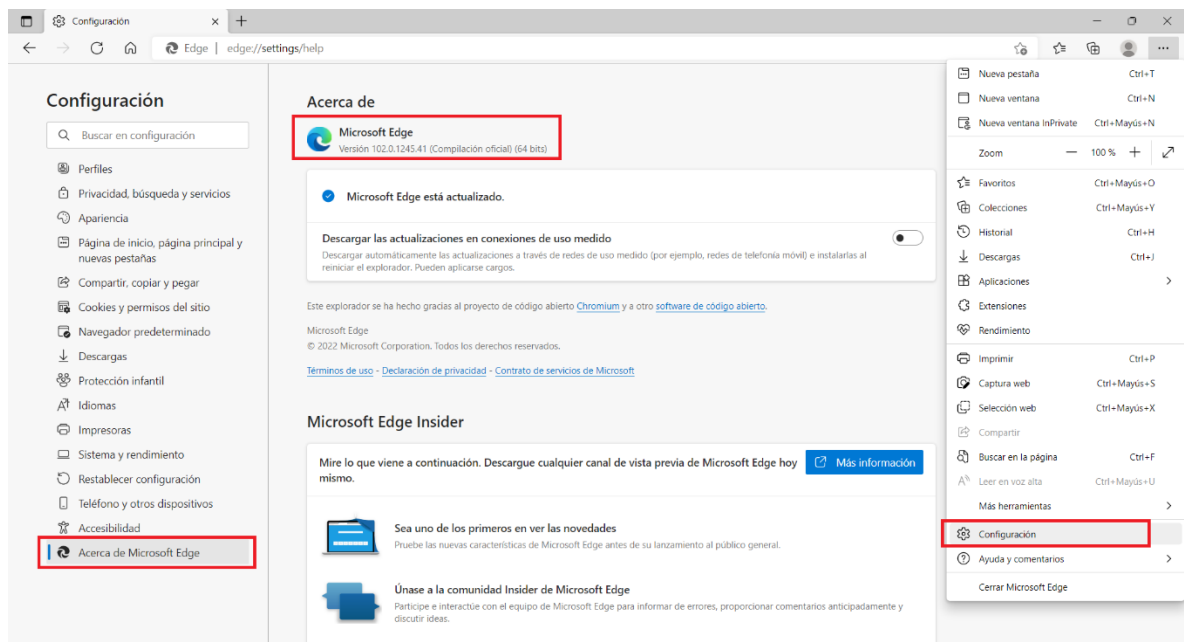 Configuración
Edge | edge://settings/help
Configuración
Buscar en configuración
Perfiles
Privacidad, búsqueda y servicios
Apariencia
Página de inicio, página principal y
nuevas pestañas
Compartir, copiar y pegar
Cookies y permisos del sitio
Navegador predeterminado
Descargas
Protección infantil
Idiomas
Impresoras
Sistema y rendimiento
Restablecer configuración
Teléfono y otros dispositivos
Accesibilidad
Acerca de Microsoft Edge
Acerca de
Microsoft Edge
Versión 102.0.1245.41 (Compilación oficial) (64 bits)
Microsoft Edge está actualizado.
Descargar las actualizaciones en conexiones de uso medido
Descargar automáticamente las actualizaciones a través de redes de uso medido (por ejemplo, redes de telefonía móvil) e instalarlas al
reiniciar el explorador. Pueden aplicarse cargos.
Este explorador se ha hecho gracias al proyecto de código abierto Chromium y a otro software de código abierto.
Microsoft Edge
© 2022 Microsoft Corporation. Todos los derechos reservados.
Términos de uso - Declaración de privacidad - Contrato de servicios de Microsoft
Microsoft Edge Insider
Mire lo que viene a continuación. Descargue cualquier canal de vista previa de Microsoft Edge hoy
mismo.
Más información
Sea uno de los primeros en ver las novedades
Pruebe las nuevas características de Microsoft Edge antes de su lanzamiento al público general.
Únase a la comunidad Insider de Microsoft Edge
Participe e interactúe con el equipo de Microsoft Edge para informar de errores, proporcionar comentarios anticipadamente y
discutir ideas.
Nueva pestaña Ctrl+T
Nueva ventana Ctrl+N
Nueva ventana InPrivate Ctrl+Mayús+N
Zoom — 100 % +
Favoritos Ctrl+Mayús+O
Colecciones Ctrl+Mayús+Y
Historial Ctrl+H
Descargas Ctrl+J
Aplicaciones
Extensiones
Rendimiento
Imprimir Ctrl+P
Captura web Ctrl+Mayús+S
Selección web Ctrl+Mayús+X
Compartir
Buscar en la página Ctrl+F
Leer en voz alta Ctrl+Mayús+U
Más herramientas
Configuración
Ayuda y comentarios
Cerrar Microsoft Edge